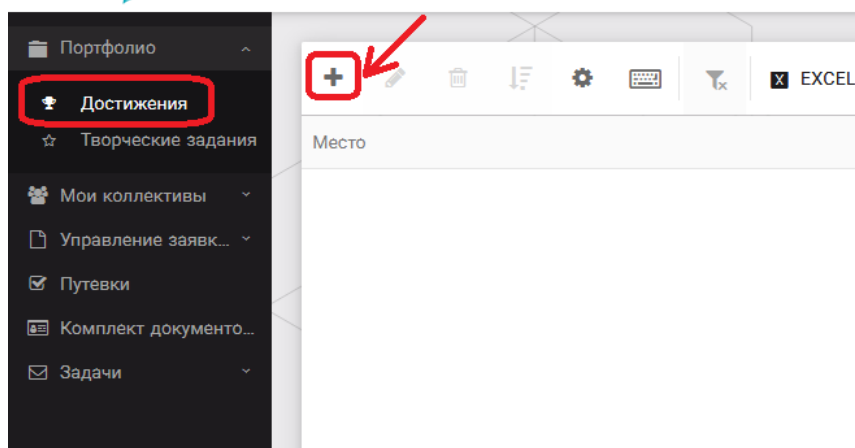 Портфолио
Достижения
Творческие задания
Мои коллективы
Управление заявк...
Путевки
Комплект документо...
Задачи
X EXCEL
Место